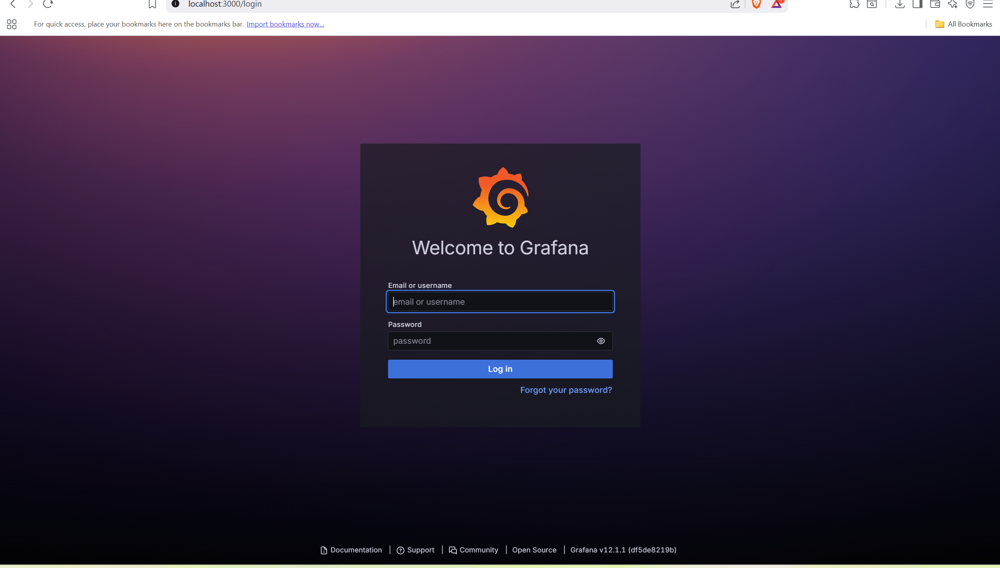 localhost:3000/login
For quick access, place your bookmarks here on the bookmarks bar. Import bookmarks now...
All Bookmarks
Welcome to Grafana
Email or username
email or username
Password
password
Log in
Forgot your password?
Documentation | Support | Community | Open Source | Grafana v12.1.1 (df5de8219b)